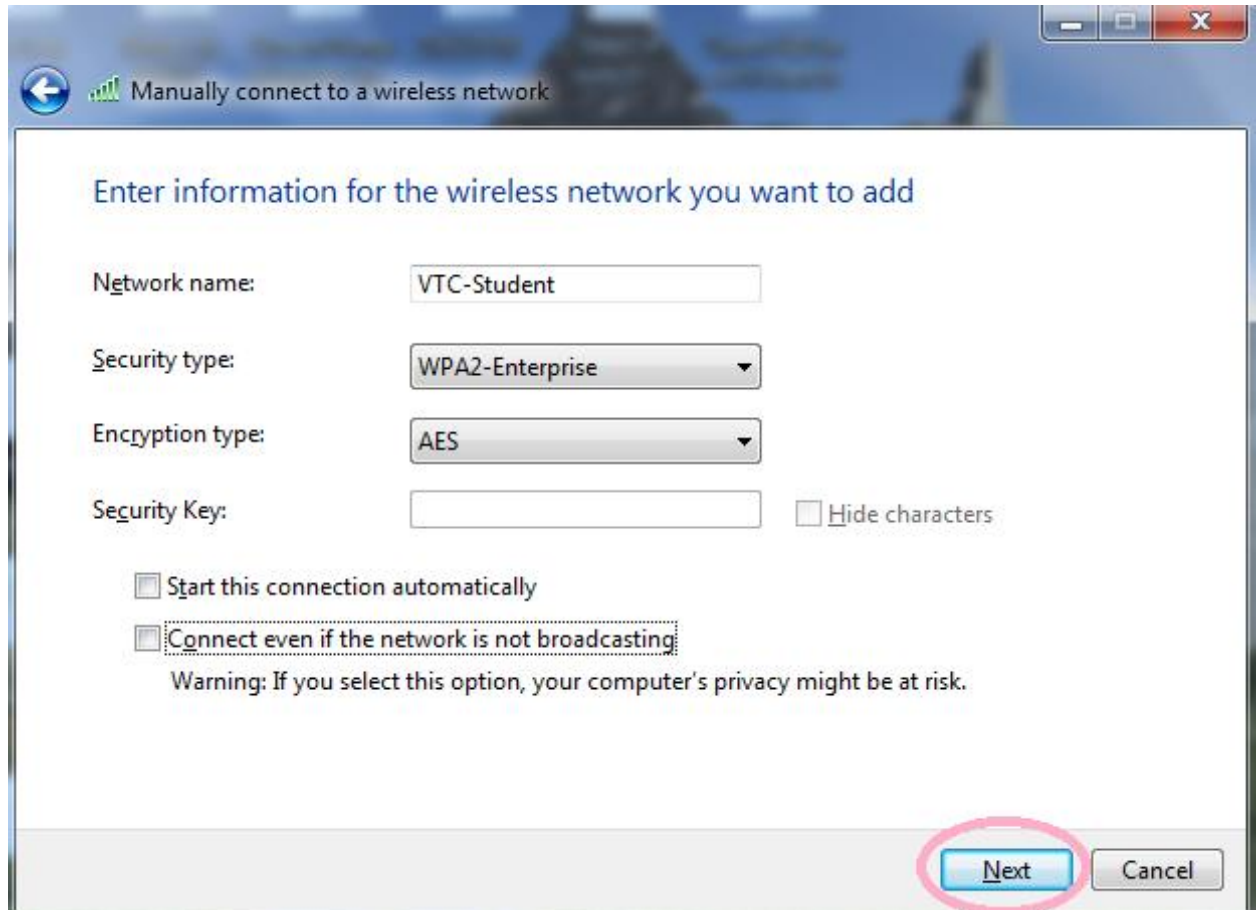 Manually connect to a wireless network
Enter information for the wireless network you want to add
Network name: VTC-Student
Security type: WPA2-Enterprise
Encryption type: AES
Security Key: Hide characters
Start this connection automatically
Connect even if the network is not broadcasting
Warning: If you select this option, your computer's privacy might be at risk.
Next Cancel